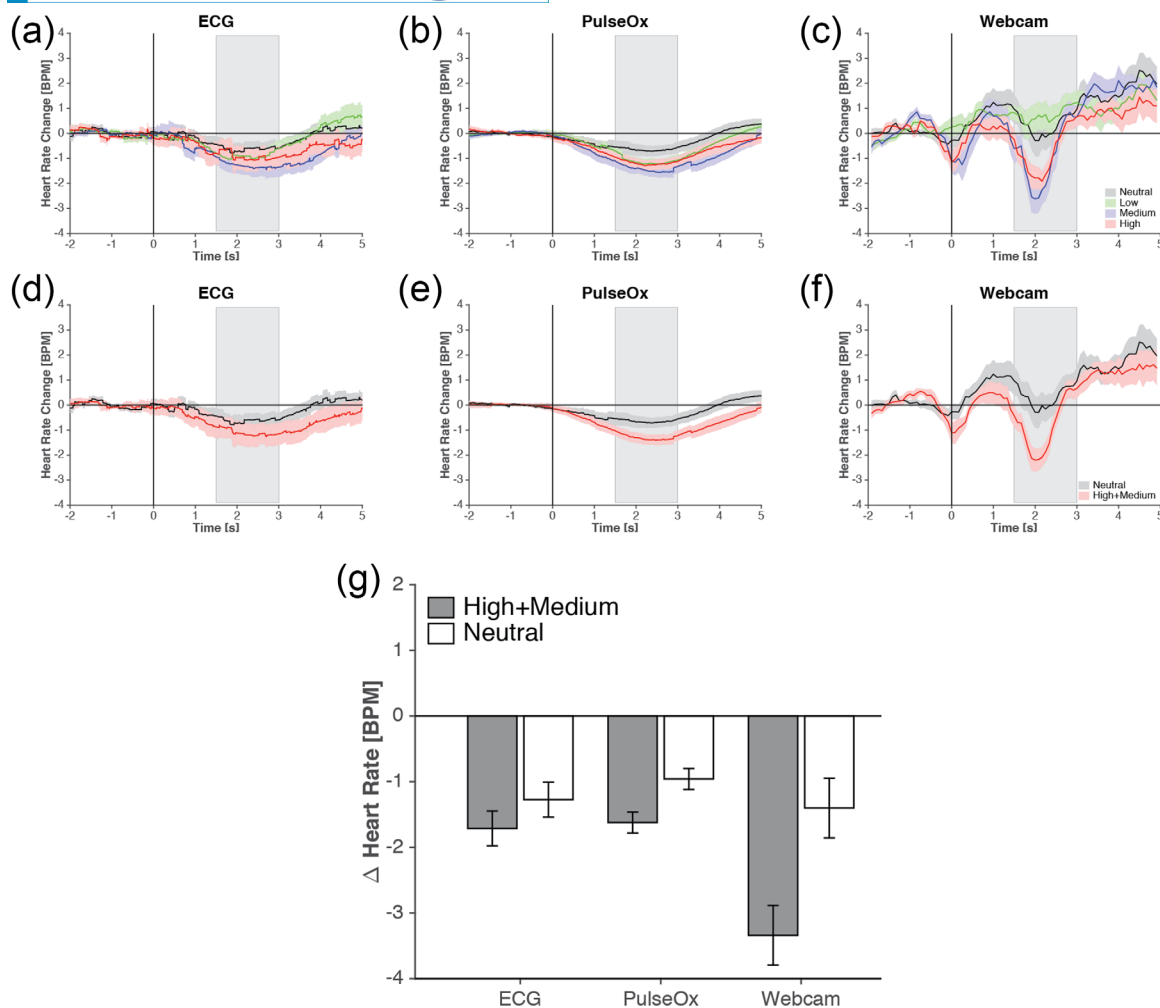 (a)
ECG
Heart Rate Change [BPM]
4
3
2
1
0
-1
-2
-3
-4
-2 -1 0 1 2 3 4 5
Time [s]
(b)
PulseOx
Heart Rate Change [BPM]
4
3
2
1
0
-1
-2
-3
-4
-2 -1 0 1 2 3 4 5
Time [s]
(c)
Webcam
Heart Rate Change [BPM]
4
3
2
1
0
-1
-2
-3
-4
-2 -1 0 1 2 3 4 5
Time [s]
Neutral
Low
Medium
High
(d)
ECG
Heart Rate Change [BPM]
4
3
2
1
0
-1
-2
-3
-4
-2 -1 0 1 2 3 4 5
Time [s]
(e)
PulseOx
Heart Rate Change [BPM]
4
3
2
1
0
-1
-2
-3
-4
-2 -1 0 1 2 3 4 5
Time [s]
(f)
Webcam
Heart Rate Change [BPM]
4
3
2
1
0
-1
-2
-3
-4
-2 -1 0 1 2 3 4 5
Time [s]
Neutral
High+Medium
(g)
High+Medium
Neutral
Δ Heart Rate [BPM]
2
1
0
-1
-2
-3
-4
ECG PulseOx Webcam